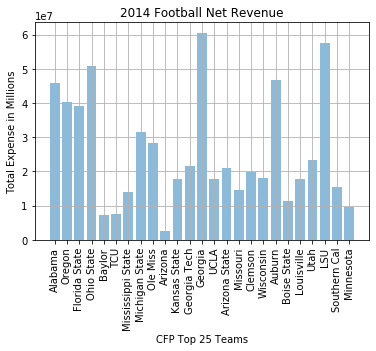 2014 Football Net Revenue
1e7
Total Expense in Millions
6
5
4
3
2
1
0
Alabama
Oregon
Florida State
Ohio State
Baylor
TCU
Mississippi State
Michigan State
Ole Miss
Arizona
Kansas State
Georgia Tech
Georgia
UCLA
Arizona State
Missouri
Clemson
Wisconsin
Auburn
Boise State
Louisville
Utah
LSU
Southern Cal
Minnesota
CFP Top 25 Teams